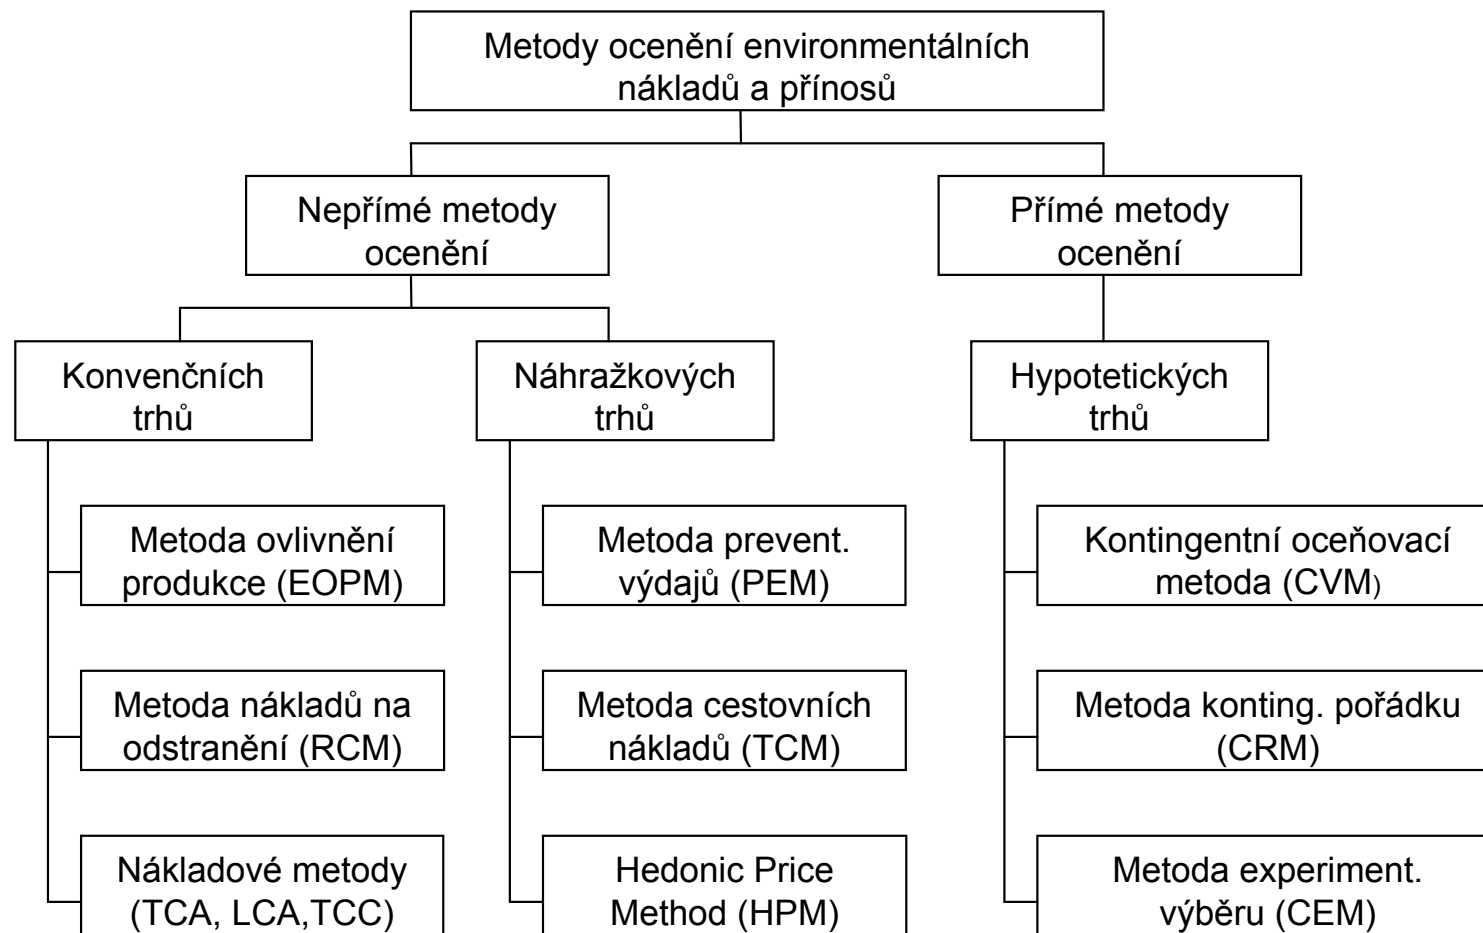 Metody ocenění environmentálních
nákladů a přínosů
Nepřímé metody
ocenění
Přímé metody
ocenění
Konvenčních
trhů
Náhražkových
trhů
Hypotetických
trhů
Metoda ovlivnění
produkce (EOPM)
Metoda prevent.
výdajů (PEM)
Kontingentní oceňovací
metoda (CVM)
Metoda nákladů na
odstranění (RCM)
Metoda cestovních
nákladů (TCM)
Metoda konting. pořádku
(CRM)
Nákladové metody
(TCA, LCA,TCC)
Hedonic Price
Method (HPM)
Metoda experiment.
výběru (CEM)